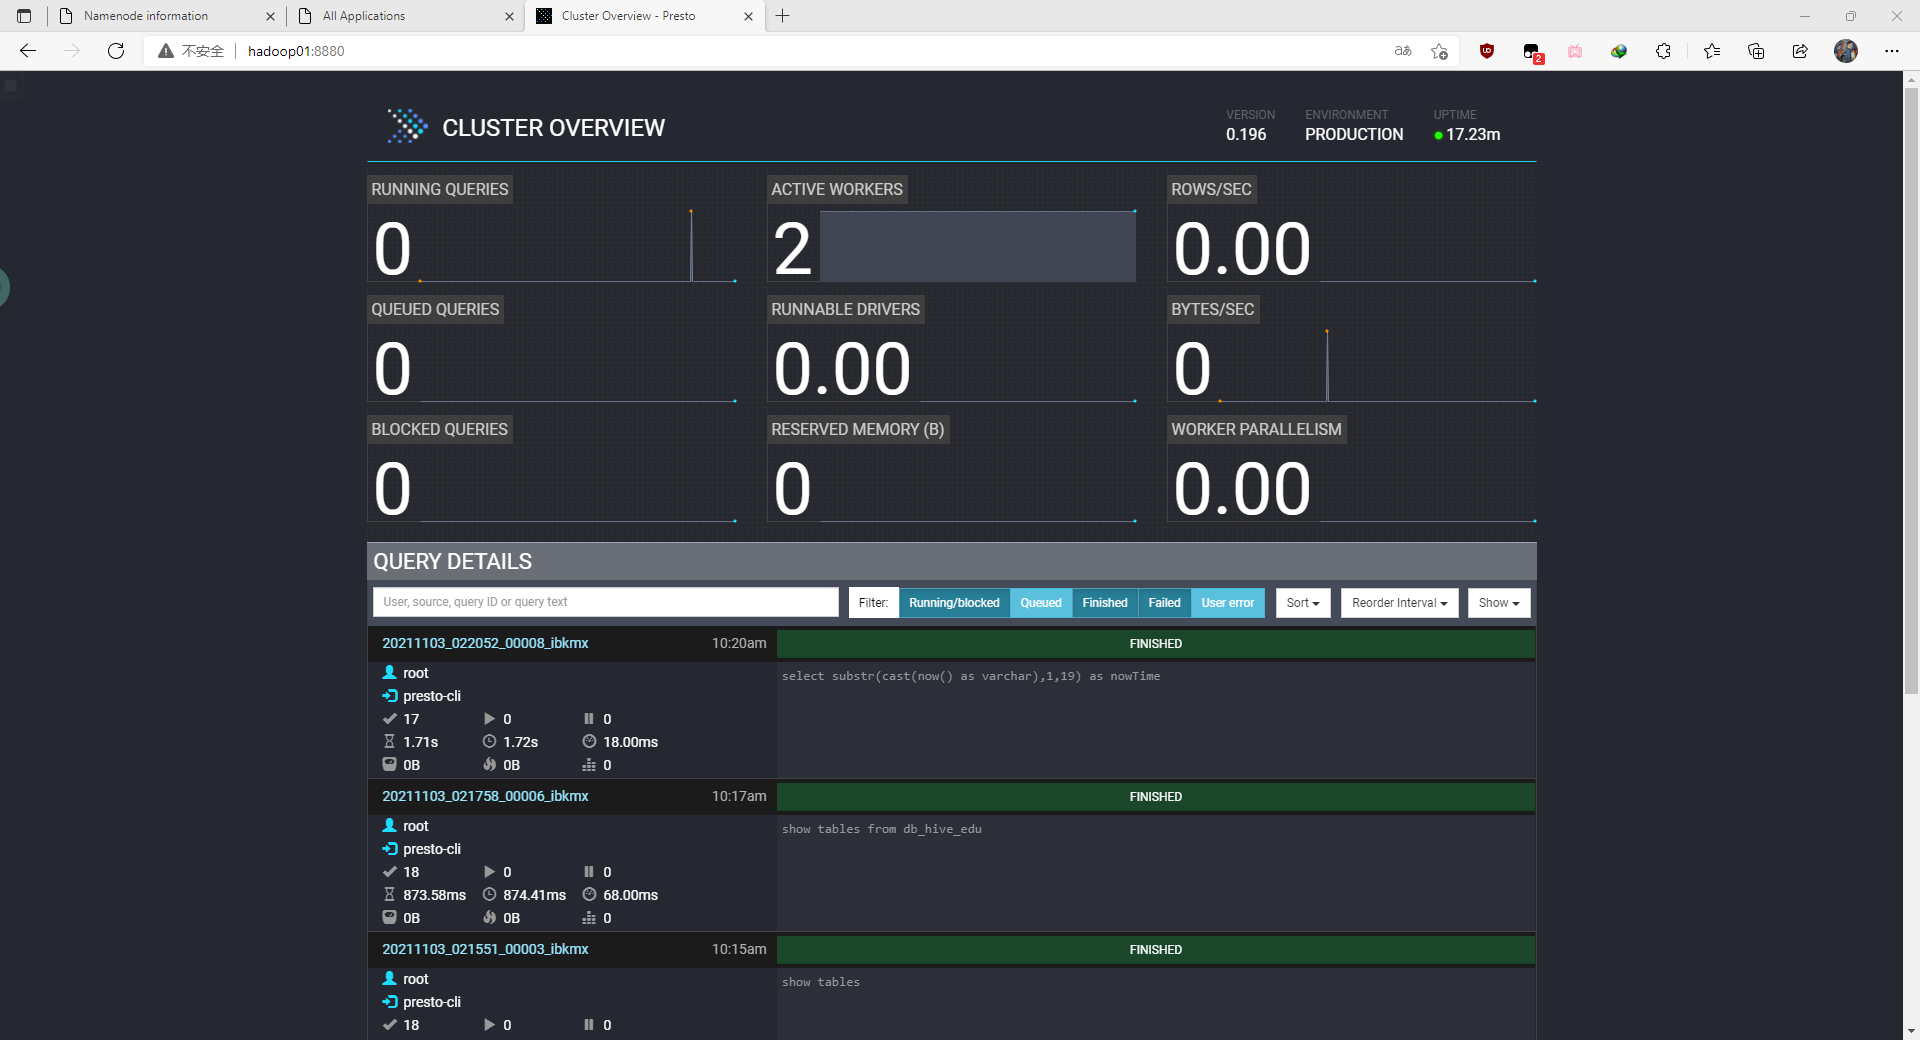 Namenode information
All Applications
Cluster Overview - Presto
不安全
hadoop01:8880
aあ
2
CLUSTER OVERVIEW
VERSION
0.196
ENVIRONMENT
PRODUCTION
UPTIME
17.23m
RUNNING QUERIES
0
ACTIVE WORKERS
2
ROWS/SEC
0.00
QUEUED QUERIES
0
RUNNABLE DRIVERS
0.00
BYTES/SEC
0
BLOCKED QUERIES
0
RESERVED MEMORY (B)
0
WORKER PARALLELISM
0.00
QUERY DETAILS
User, source, query ID or query text
Filter: Running/blocked Queued Finished Failed User error Sort Reorder Interval Show
20211103_022052_00008_ibkmx 10:20am FINISHED
root
presto-cli
17 0 0
1.71s 1.72s 18.00ms
0B 0B 0
select substr(cast(now() as varchar),1,19) as nowTime
20211103_021758_00006_ibkmx 10:17am FINISHED
root
presto-cli
18 0 0
873.58ms 874.41ms 68.00ms
0B 0B 0
show tables from db_hive_edu
20211103_021551_00003_ibkmx 10:15am FINISHED
root
presto-cli
18 0 0
show tables